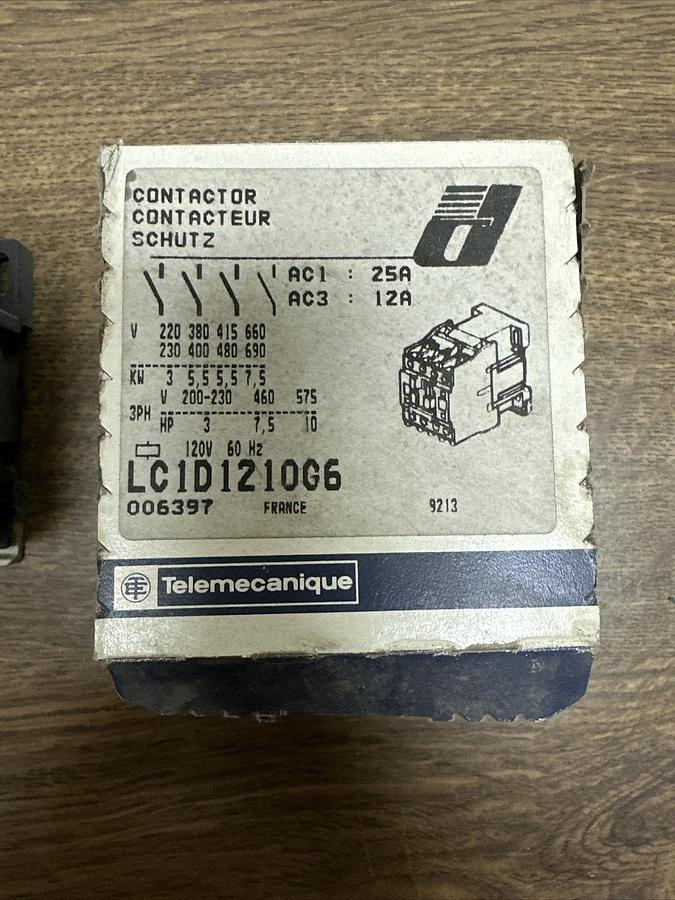 CONTACTOR
CONTACTEUR
SCHUTZ
AC1 : 25A
AC3 : 12A
V 220 380 415 660
230 400 480 690
KW 3 5,5 5,5 7,5
3PH V 200-230 460 575
HP 3 7,5 10
120V 60 Hz
LC1D1210G6
006397 FRANCE 9213
Telemecanique